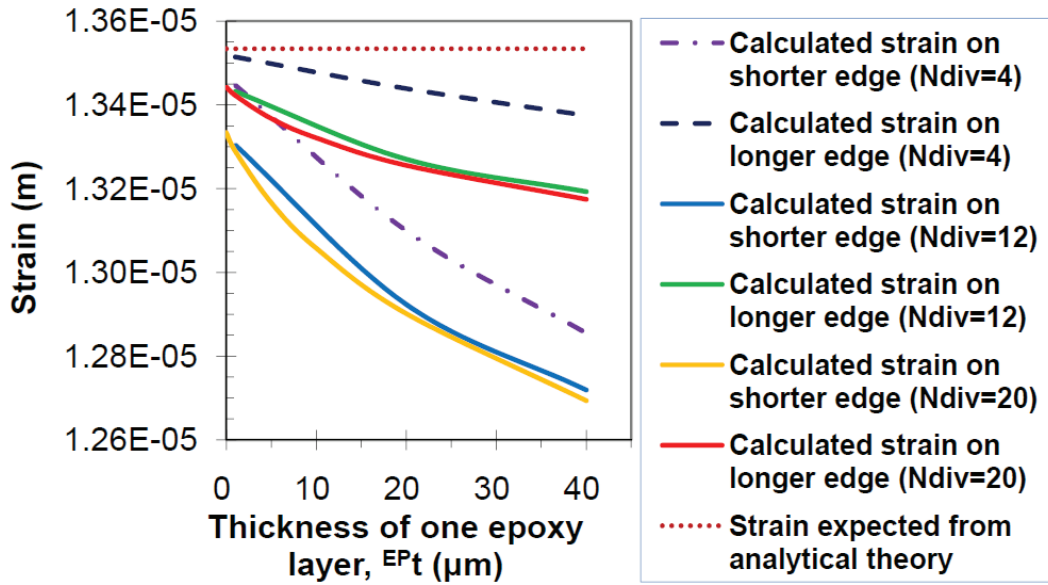 1.36E-05
1.34E-05
1.32E-05
1.30E-05
1.28E-05
1.26E-05
Strain (m)
0 10 20 30 40
Thickness of one epoxy
layer, ᴱᴾt (µm)
Calculated strain on
shorter edge (Ndiv=4)
Calculated strain on
longer edge (Ndiv=4)
Calculated strain on
shorter edge (Ndiv=12)
Calculated strain on
longer edge (Ndiv=12)
Calculated strain on
shorter edge (Ndiv=20)
Calculated strain on
longer edge (Ndiv=20)
Strain expected from
analytical theory